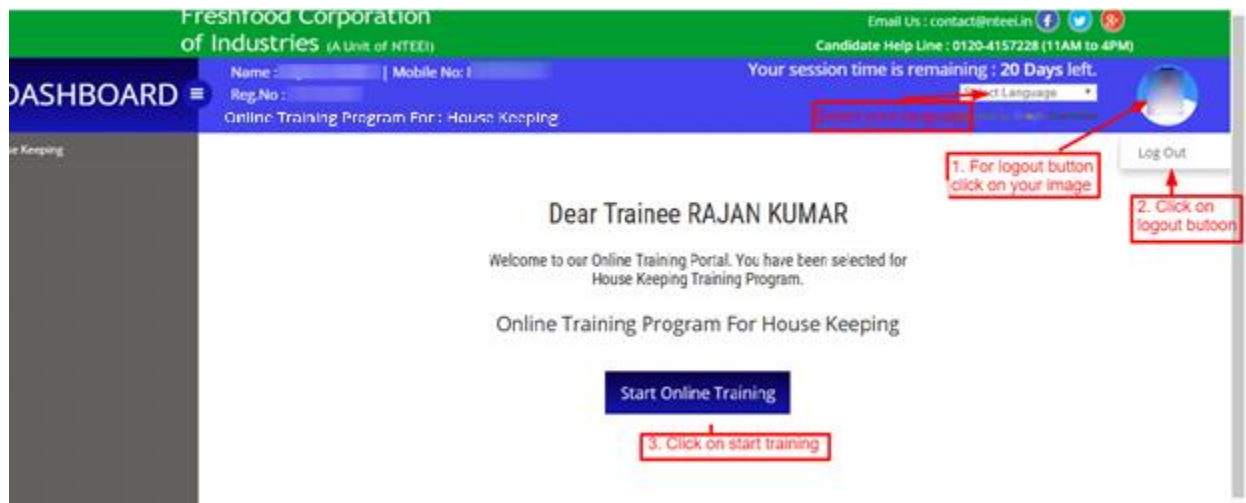 Freshfood Corporation
of Industries (A Unit of NTEEI)
Email Us : contact@nteei.in
Candidate Help Line : 0120-4157228 (11AM to 4PM)
DASHBOARD
Name : | Mobile No:
Reg.No :
Online Training Program For : House Keeping
Your session time is remaining : 20 Days left.
Select Language
se Keeping
Log Out
1. For logout button
click on your image
2. Click on
logout butoon
Dear Trainee RAJAN KUMAR
Welcome to our Online Training Portal. You have been selected for
House Keeping Training Program.
Online Training Program For House Keeping
Start Online Training
3. Click on start training